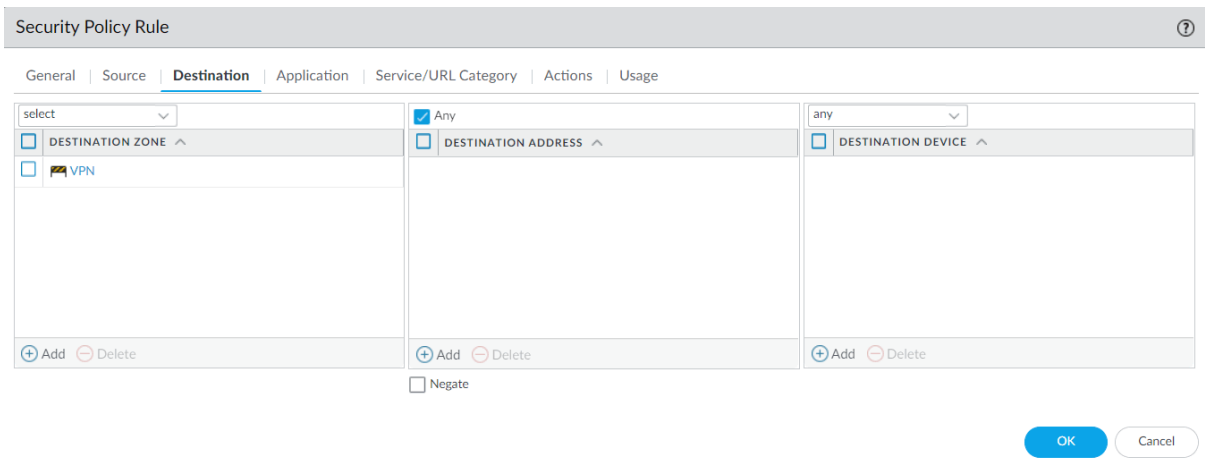 Security Policy Rule
General | Source | Destination | Application | Service/URL Category | Actions | Usage
select
Any
any
DESTINATION ZONE
DESTINATION ADDRESS
DESTINATION DEVICE
VPN
Add Delete
Add Delete
Add Delete
Negate
OK Cancel